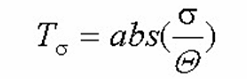 T_σ = abs(σ/Θ)